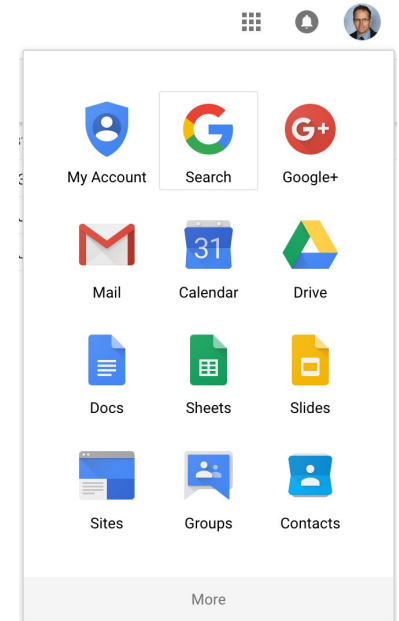 G+
My Account Search Google+
31
Mail Calendar Drive
Docs Sheets Slides
Sites Groups Contacts
More